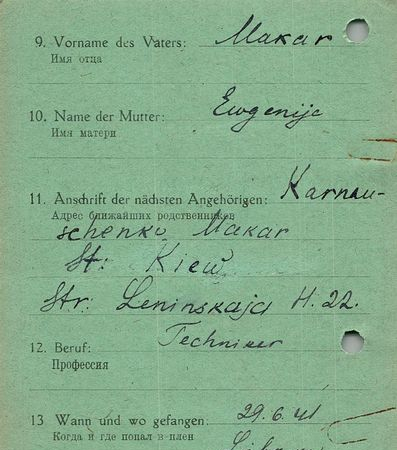 9. Vorname des Vaters: Makar
Имя отца
10. Name der Mutter: Ewgenije
Имя матери
11. Anschrift der nächsten Angehörigen: Karnau-
Адрес ближайших родственников
schenko Makar
St: Kiew
Str: Leninskaja H. 22.
12. Beruf: Techniker
Профессия
13 Wann und wo gefangen: 29.6.41
Когда и где попал в плен